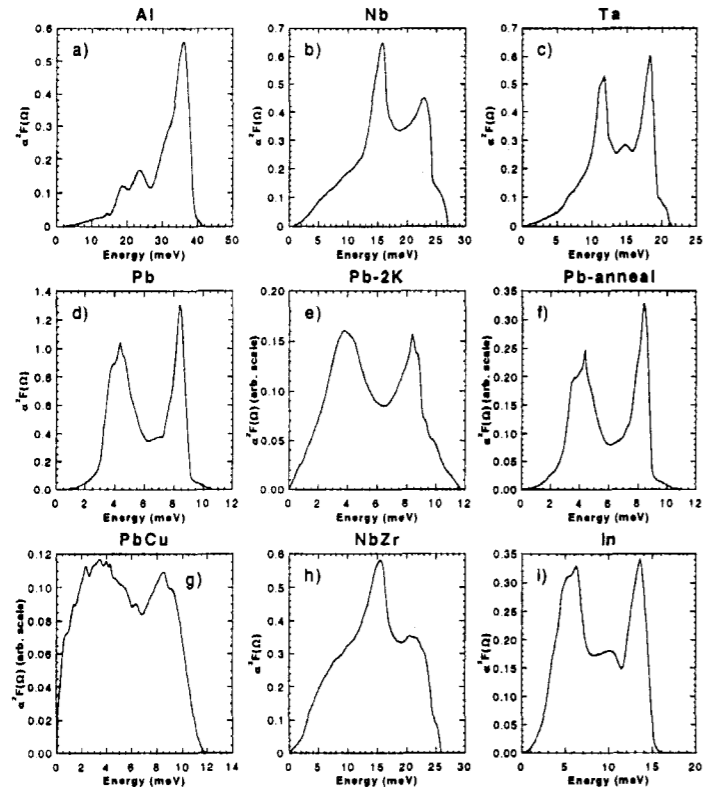 Al
Nb
Ta
a)
b)
c)
α²F(Ω)
0.6
0.5
0.4
0.3
0.2
0.1
0
0 10 20 30 40 50
Energy (meV)
α²F(Ω)
0.7
0.6
0.5
0.4
0.3
0.2
0.1
0
0 5 10 15 20 25 30
Energy (meV)
α²F(Ω)
0.7
0.6
0.5
0.4
0.3
0.2
0.1
0
0 5 10 15 20 25
Energy (meV)
Pb
Pb-2K
Pb-anneal
d)
e)
f)
α²F(Ω)
1.4
1.2
1.0
0.8
0.6
0.4
0.2
0.0
0 2 4 6 8 10 12
Energy (meV)
α²F(Ω) (arb. scale)
0.20
0.15
0.10
0.05
0.00
0 2 4 6 8 10 12
Energy (meV)
α²F(Ω) (arb. scale)
0.35
0.30
0.25
0.20
0.15
0.10
0.05
0.00
0 2 4 6 8 10 12
Energy (meV)
PbCu
NbZr
In
g)
h)
i)
α²F(Ω) (arb. scale)
0.12
0.10
0.08
0.06
0.04
0.02
0.00
0 2 4 6 8 10 12 14
Energy (meV)
α²F(Ω)
0.6
0.5
0.4
0.3
0.2
0.1
0
0 5 10 15 20 25 30
Energy (meV)
α²F(Ω)
0.35
0.30
0.25
0.20
0.15
0.10
0.05
0.00
0 5 10 15 20
Energy (meV)